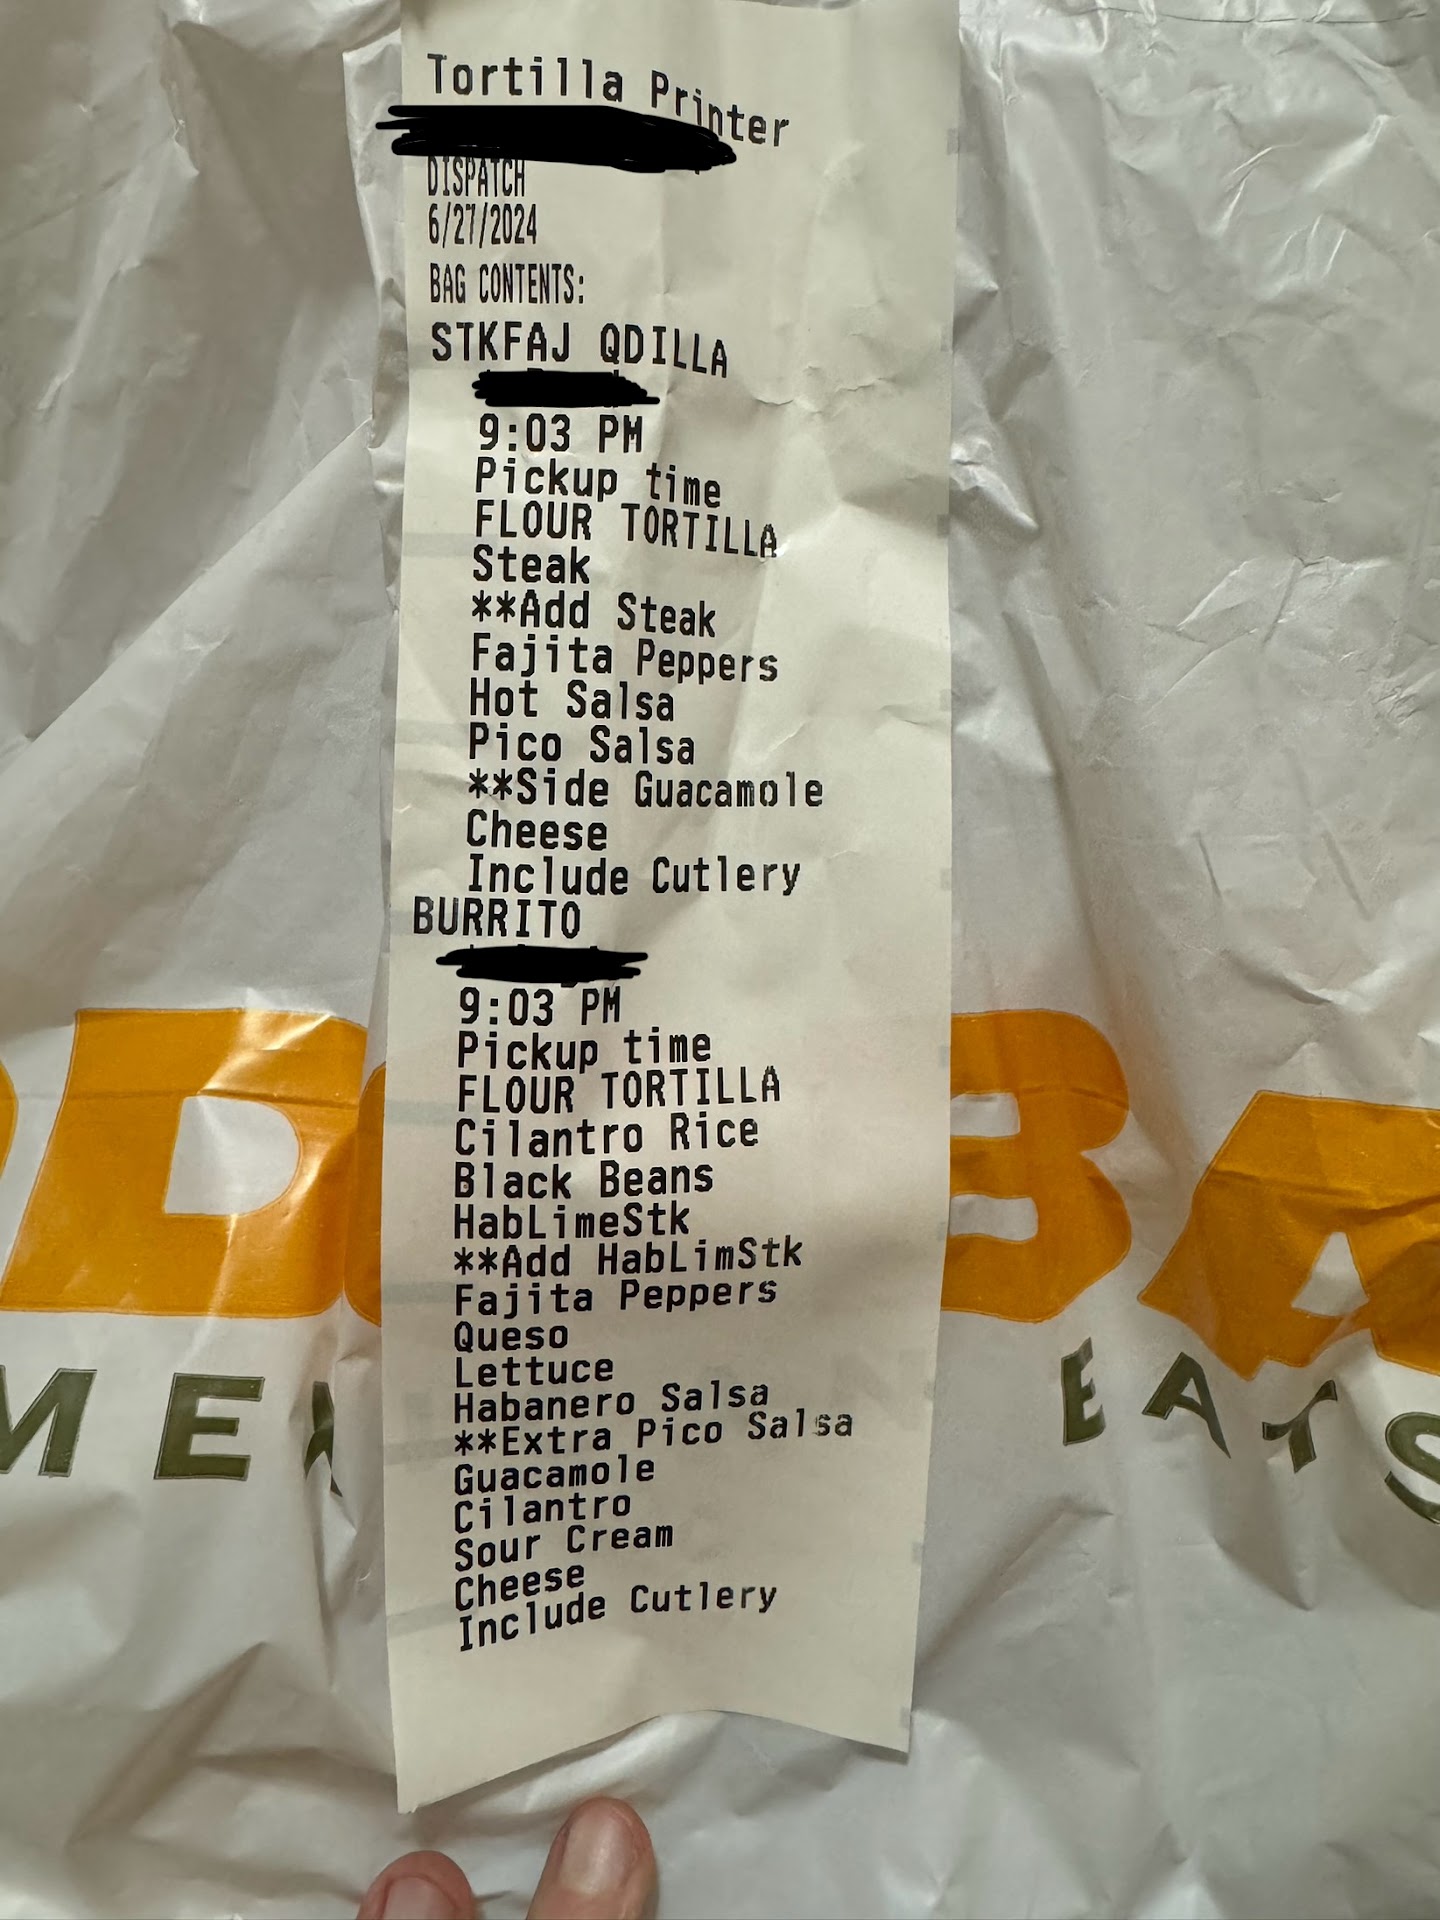 Tortilla Printer
DISPATCH
6/27/2024
BAG CONTENTS:
STKFAJ QDILLA
9:03 PM
Pickup time
FLOUR TORTILLA
Steak
**Add Steak
Fajita Peppers
Hot Salsa
Pico Salsa
**Side Guacamole
Cheese
Include Cutlery
BURRITO
9:03 PM
Pickup time
FLOUR TORTILLA
Cilantro Rice
Black Beans
HabLimeStk
**Add HabLimStk
Fajita Peppers
Queso
Lettuce
Habanero Salsa
**Extra Pico Salsa
Guacamole
Cilantro
Sour Cream
Cheese
Include Cutlery
EATS